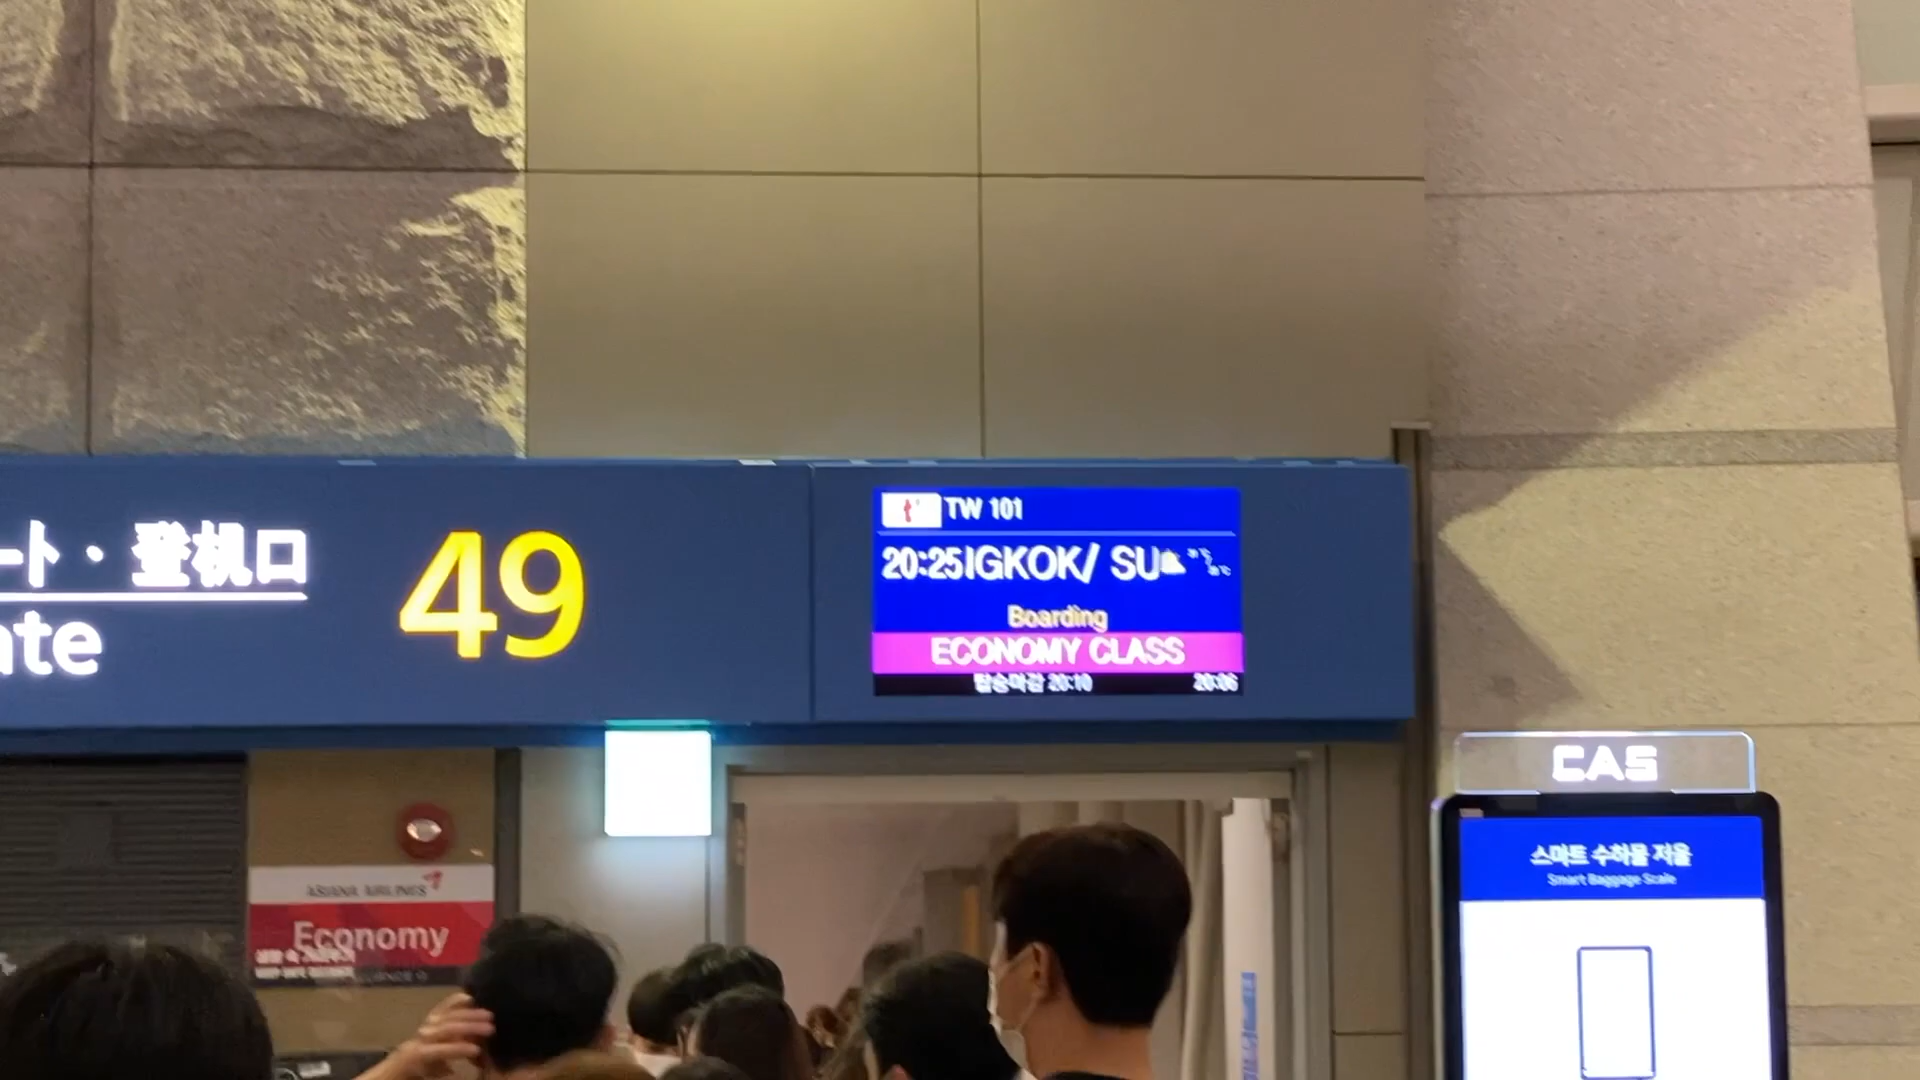 ート · 登机口
ate
49
TW 101
20:25 IGKOK/ SU
Boarding
ECONOMY CLASS
탑승마감 20:10 20:06
ASIANA AIRLINES
Economy
CAS
스마트 수하물 저울
Smart Baggage Scale